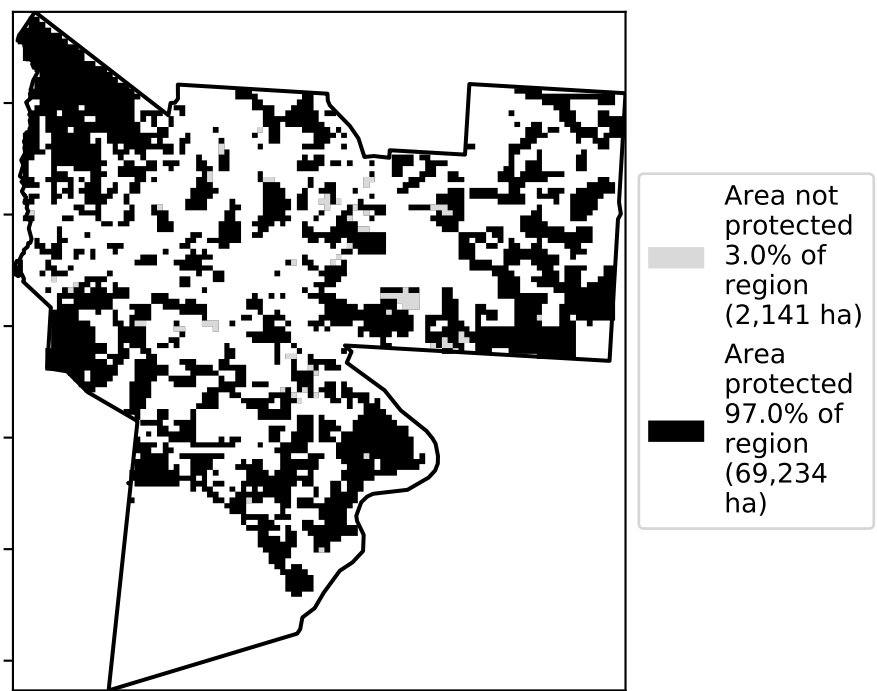 Area not
protected
3.0% of
region
(2,141 ha)
Area
protected
97.0% of
region
(69,234
ha)